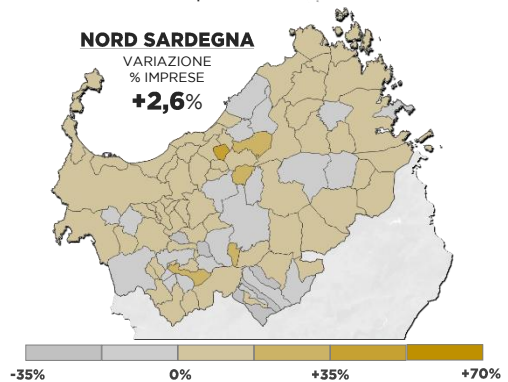 NORD SARDEGNA
VARIAZIONE
% IMPRESE
+2,6%
-35%
0%
+35%
+70%